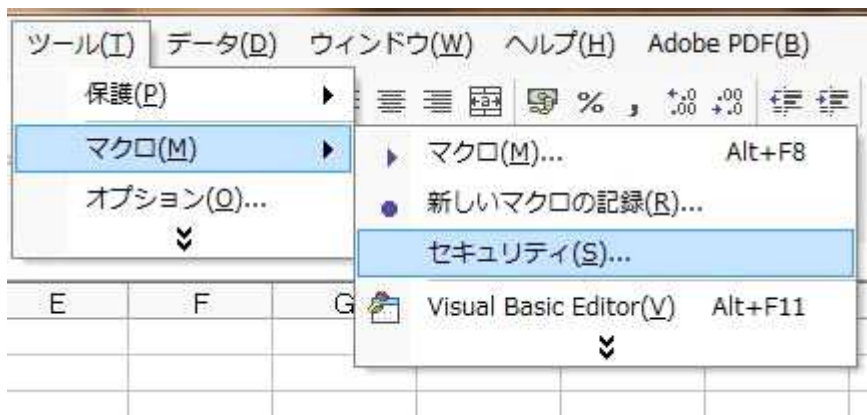 ツール(T) データ(D) ウィンドウ(W) ヘルプ(H) Adobe PDF(B)
保護(P)
% , .00 .00
マクロ(M)
マクロ(M)... Alt+F8
オプション(O)...
新しいマクロの記録(R)...
セキュリティ(S)...
E F G
Visual Basic Editor(V) Alt+F11